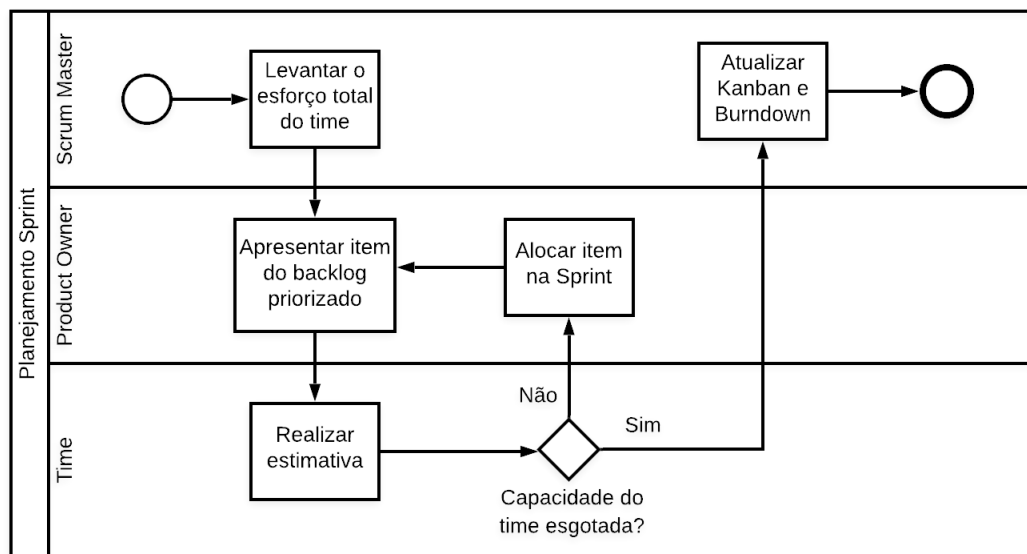 Planejamento Sprint
Scrum Master
Levantar o
esforço total
do time
Atualizar
Kanban e
Burndown
Product Owner
Apresentar item
do backlog
priorizado
Alocar item
na Sprint
Time
Realizar
estimativa
Não
Sim
Capacidade do
time esgotada?